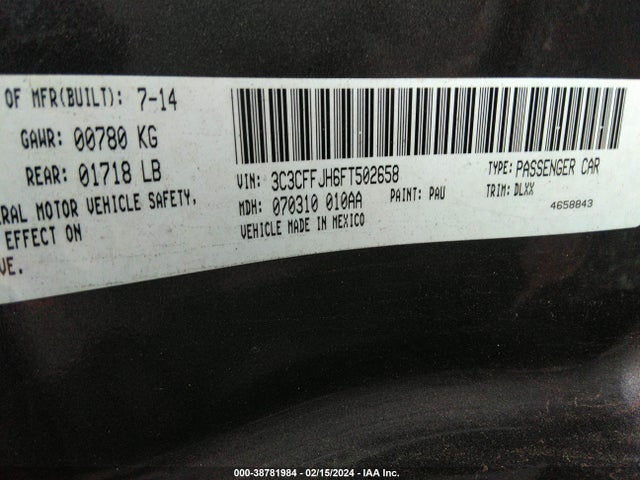 OF MFR(BUILT): 7-14
GAWR: 00780 KG
REAR: 01718 LB
ERAL MOTOR VEHICLE SAFETY,
EFFECT ON
VE.
VIN: 3C3CFFJH6FT502658
TYPE: PASSENGER CAR
MDH: 070310 010AA
PAINT: PAU
TRIM: DLXX
VEHICLE MADE IN MEXICO
4658843
000-38781984 - 02/15/2024 - IAA Inc.